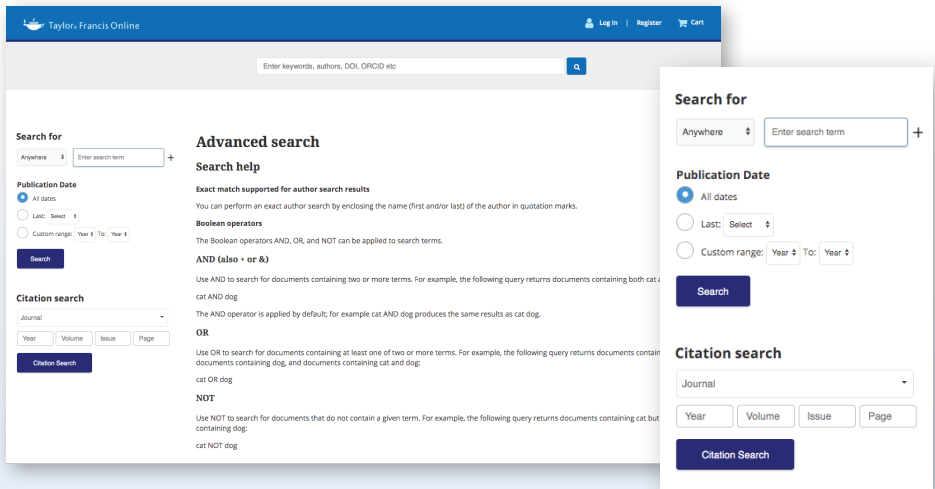 Taylor & Francis Online
Log in | Register Cart
Enter keywords, authors, DOI, ORCID etc
Search for
Anywhere Enter search term +
Publication Date
All dates
Last: Select
Custom range: Year To: Year
Search
Citation search
Journal
Year Volume Issue Page
Citation Search
Advanced search
Search help
Exact match supported for author search results
You can perform an exact author search by enclosing the name (first and/or last) of the author in quotation marks.
Boolean operators
The Boolean operators AND, OR, and NOT can be applied to search terms.
AND (also + or &)
Use AND to search for documents containing two or more terms. For example, the following query returns documents containing both cat
cat AND dog
The AND operator is applied by default; for example cat AND dog produces the same results as cat dog.
OR
Use OR to search for documents containing at least one of two or more terms. For example, the following query returns documents
documents containing dog, and documents containing cat and dog:
cat OR dog
NOT
Use NOT to search for documents that do not contain a given term. For example, the following query returns documents containing cat but
containing dog:
cat NOT dog
Search for
Anywhere Enter search term +
Publication Date
All dates
Last: Select
Custom range: Year To: Year
Search
Citation search
Journal
Year Volume Issue Page
Citation Search